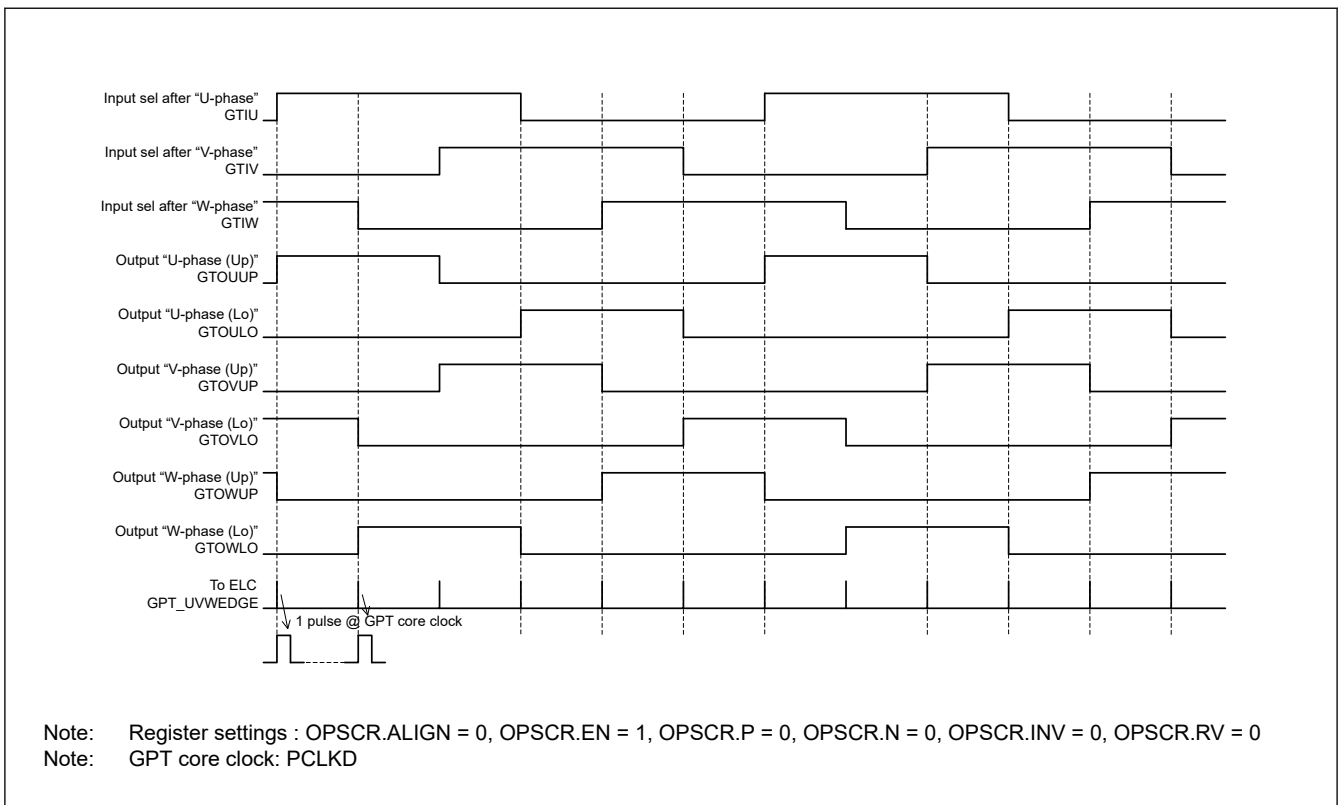 Input sel after “U-phase”
GTIU
Input sel after “V-phase”
GTIV
Input sel after “W-phase”
GTIW
Output “U-phase (Up)”
GTOUUP
Output “U-phase (Lo)”
GTOULO
Output “V-phase (Up)”
GTOVUP
Output “V-phase (Lo)”
GTOVLO
Output “W-phase (Up)”
GTOWUP
Output “W-phase (Lo)”
GTOWLO
To ELC
GPT_UVWEDGE
1 pulse @ GPT core clock
Note: Register settings : OPSCR.ALIGN = 0, OPSCR.EN = 1, OPSCR.P = 0, OPSCR.N = 0, OPSCR.INV = 0, OPSCR.RV = 0
Note: GPT core clock: PCLKD